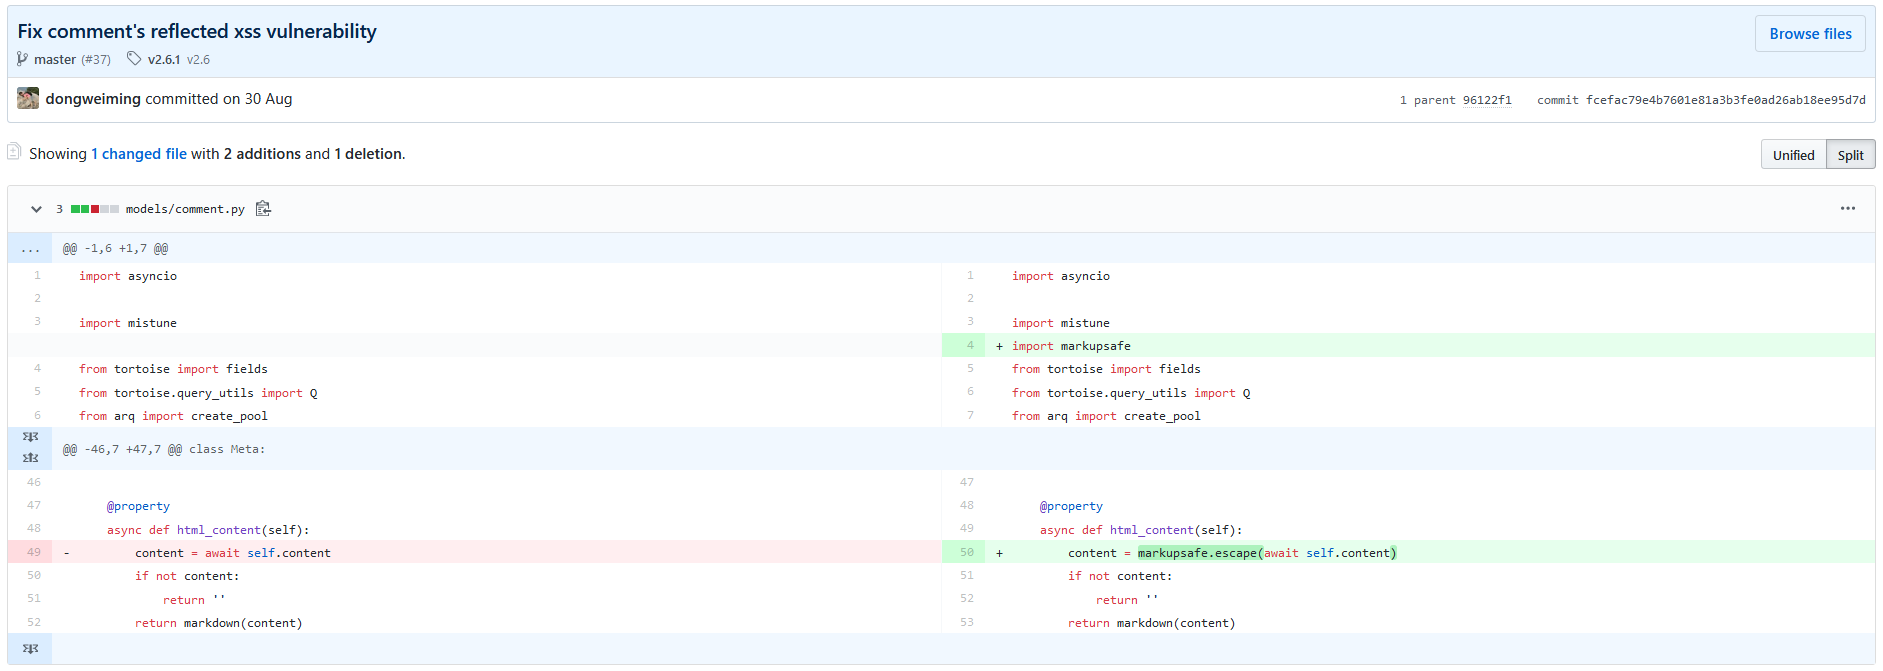 Fix comment's reflected xss vulnerability
Browse files
master (#37) v2.6.1 v2.6
dongweiming committed on 30 Aug
1 parent 96122f1 commit fcefac79e4b7601e81a3b3fe0ad26ab18ee95d7d
Showing 1 changed file with 2 additions and 1 deletion.
Unified Split
3 models/comment.py
...
... @@ -1,6 +1,7 @@
1 import asyncio 1 import asyncio
2 2
3 import mistune 3 import mistune
4 + import markupsafe
4 from tortoise import fields 5 from tortoise import fields
5 from tortoise.query_utils import Q 6 from tortoise.query_utils import Q
6 from arq import create_pool 7 from arq import create_pool
@@ -46,7 +47,7 @@ class Meta:
46 47
47 @property 48 @property
48 async def html_content(self): 49 async def html_content(self):
49 - content = await self.content 50 + content = markupsafe.escape(await self.content)
50 if not content: 51 if not content:
51 return '' 52 return ''
52 return markdown(content) 53 return markdown(content)